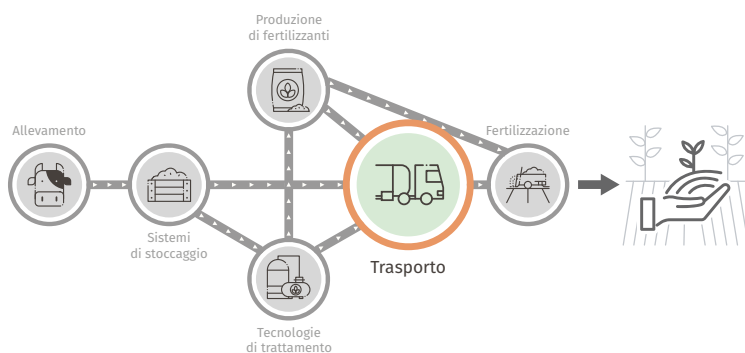 Produzione
di fertilizzanti
Allevamento
Fertilizzazione
Sistemi
di stoccaggio
Trasporto
Tecnologie
di trattamento